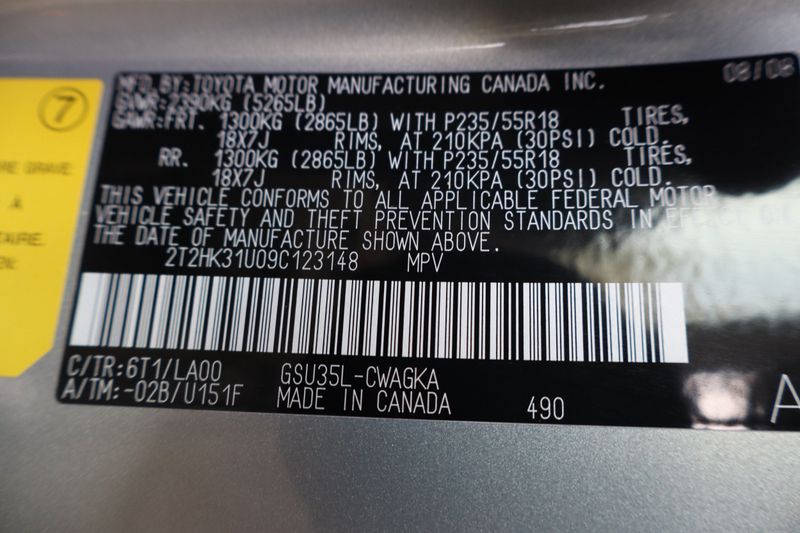 MFD.BY:TOYOTA MOTOR MANUFACTURING CANADA INC. 08/08
GVWR:2390KG (5265LB)
GAWR:FRT. 1300KG (2865LB) WITH P235/55R18 TIRES,
18X7J RIMS, AT 210KPA (30PSI) COLD.
RR. 1300KG (2865LB) WITH P235/55R18 TIRES,
18X7J RIMS, AT 210KPA (30PSI) COLD.
THIS VEHICLE CONFORMS TO ALL APPLICABLE FEDERAL MOTOR
VEHICLE SAFETY AND THEFT PREVENTION STANDARDS IN EFFECT ON
THE DATE OF MANUFACTURE SHOWN ABOVE.
2T2HK31U09C123148 MPV
C/TR:6T1/LA00 GSU35L-CWAGKA
A/TM:-02B/U151F MADE IN CANADA 490
A
7
GRAVE
A
TAIRE.
EN: